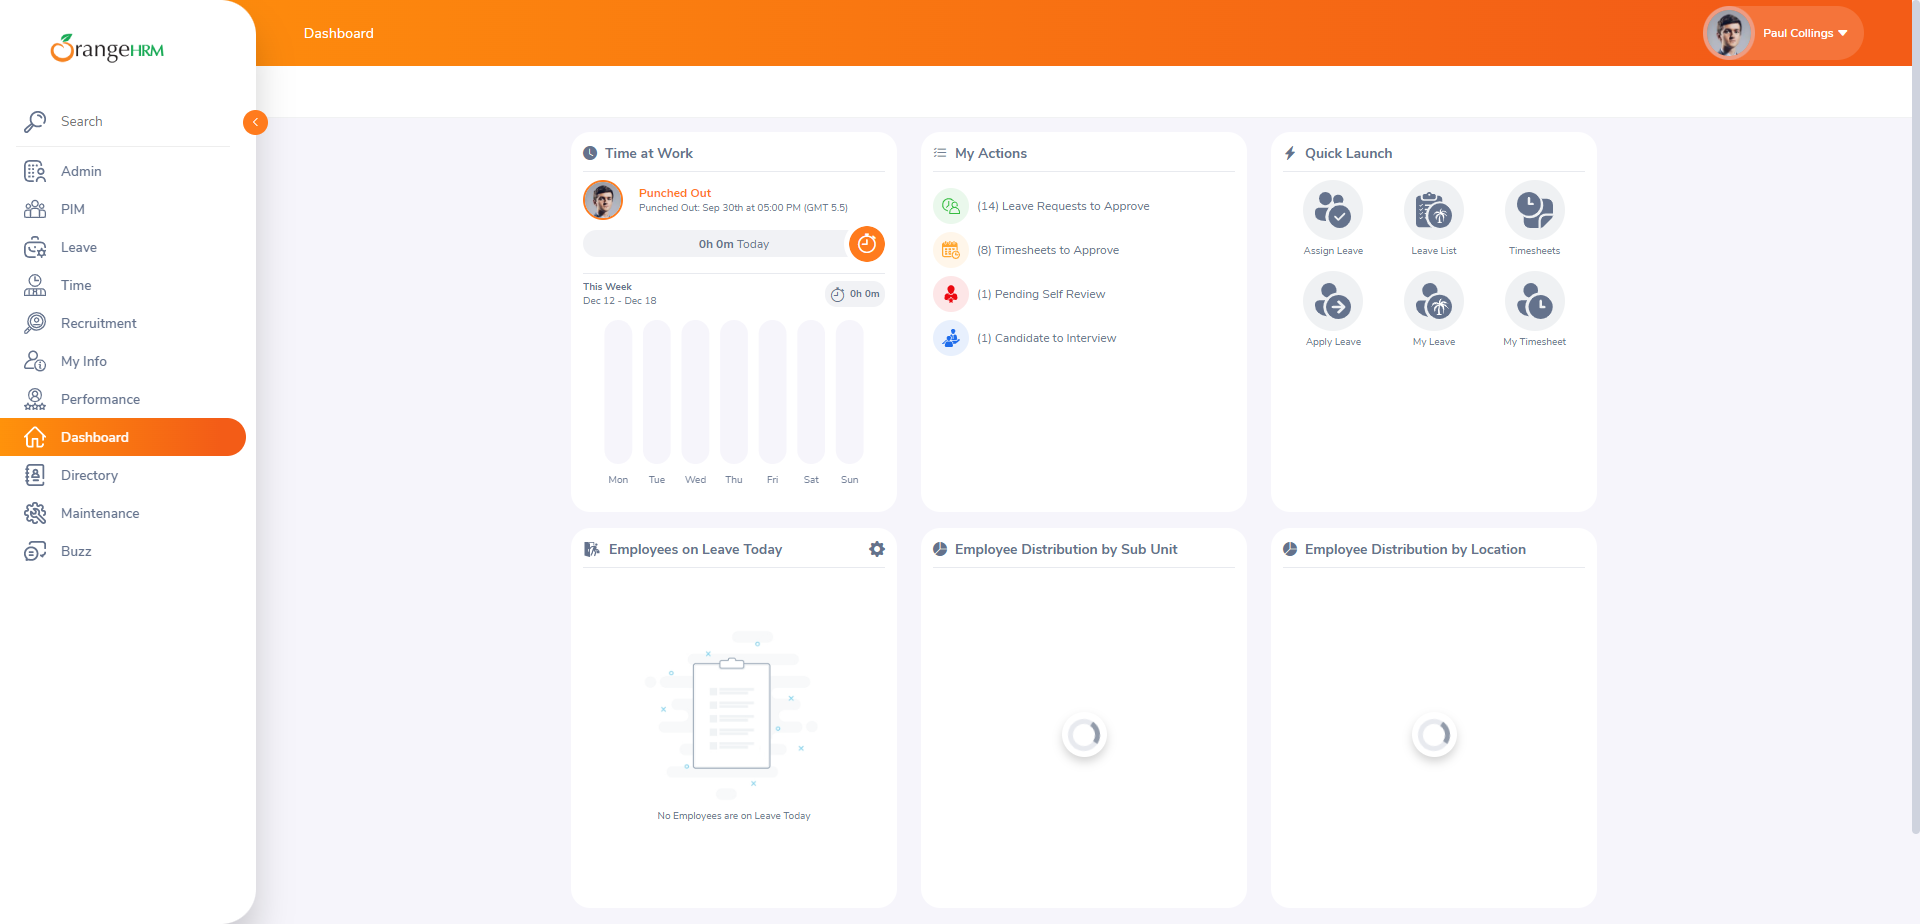 OrangeHRM
Dashboard
Paul Collings
Search
Admin
PIM
Leave
Time
Recruitment
My Info
Performance
Dashboard
Directory
Maintenance
Buzz
Time at Work
Punched Out
Punched Out: Sep 30th at 05:00 PM (GMT 5.5)
0h 0m Today
This Week
Dec 12 - Dec 18
0h 0m
Mon Tue Wed Thu Fri Sat Sun
My Actions
(14) Leave Requests to Approve
(8) Timesheets to Approve
(1) Pending Self Review
(1) Candidate to Interview
Quick Launch
Assign Leave Leave List Timesheets
Apply Leave My Leave My Timesheet
Employees on Leave Today
No Employees are on Leave Today
Employee Distribution by Sub Unit
Employee Distribution by Location